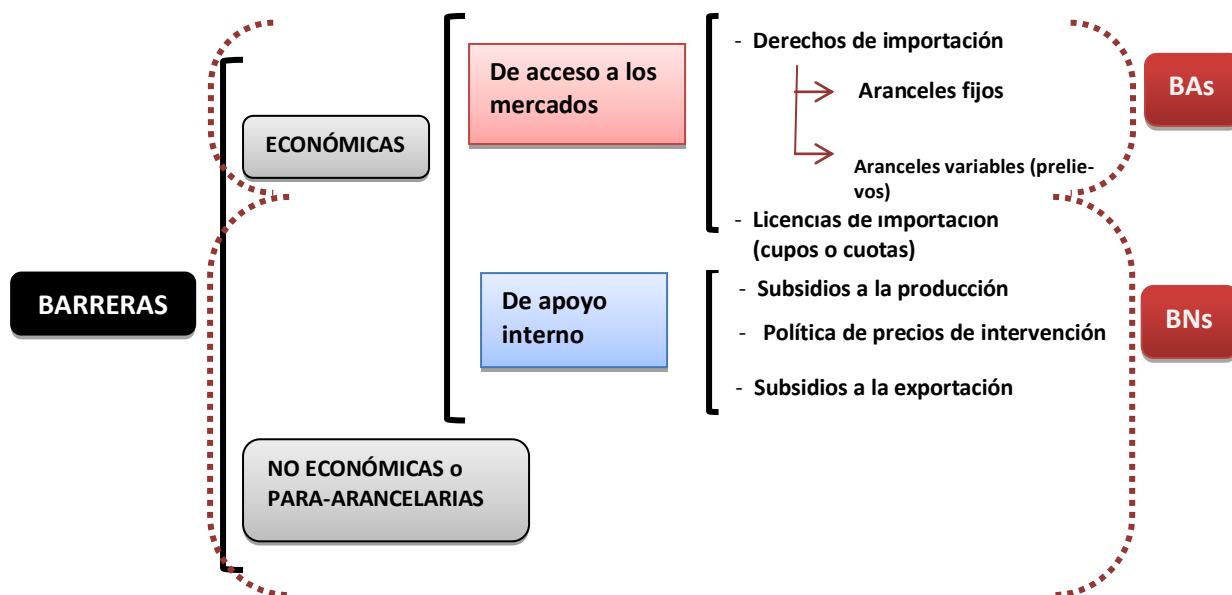 BARRERAS
ECONÓMICAS
De acceso a los
mercados
- Derechos de importación
Aranceles fijos
Aranceles variables (prelie-
vos)
- Licencias de importación
(cupos o cuotas)
BAs
De apoyo
interno
- Subsidios a la producción
- Política de precios de intervención
- Subsidios a la exportación
BNs
NO ECONÓMICAS o
PARA-ARANCELARIAS